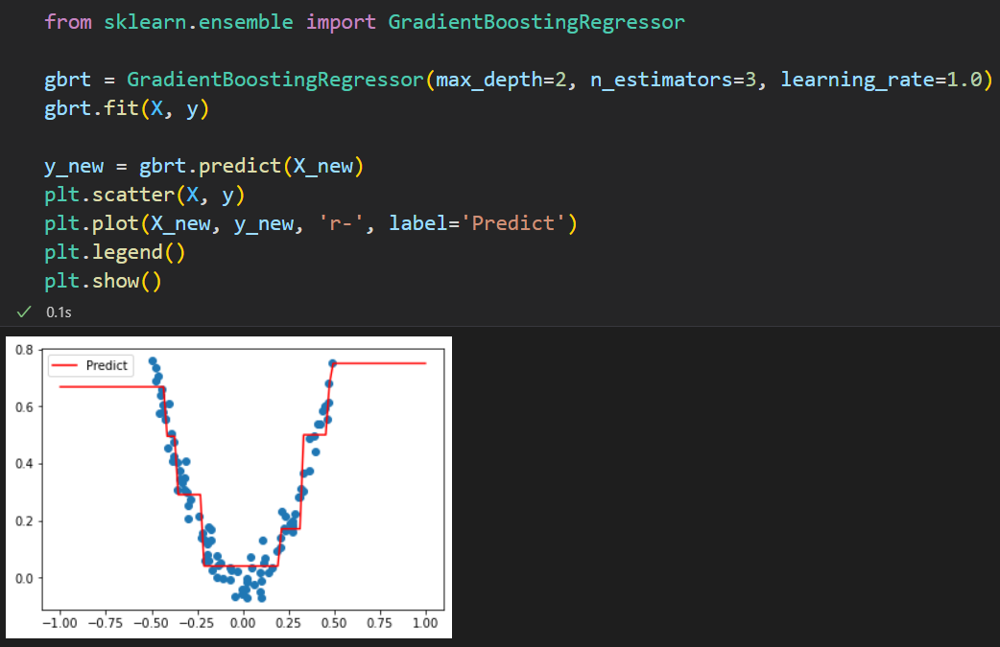 from sklearn.ensemble import GradientBoostingRegressor
gbrt = GradientBoostingRegressor(max_depth=2, n_estimators=3, learning_rate=1.0)
gbrt.fit(X, y)
y_new = gbrt.predict(X_new)
plt.scatter(X, y)
plt.plot(X_new, y_new, 'r-', label='Predict')
plt.legend()
plt.show()
0.1s
0.8
Predict
0.6
0.4
0.2
0.0
−1.00 −0.75 −0.50 −0.25 0.00 0.25 0.50 0.75 1.00